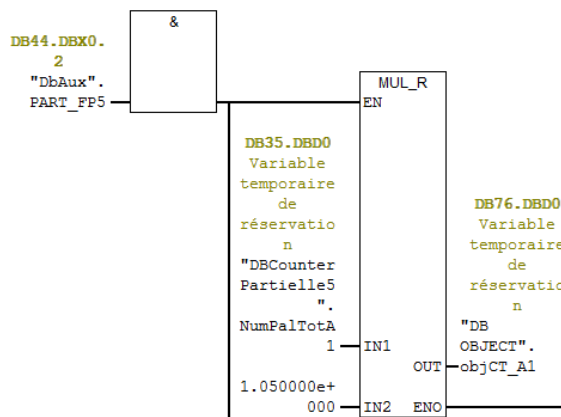 &
DB44.DBX0.
2
"DbAux".
PART_FP5
MUL_R
EN
DB35.DBD0
Variable
temporaire
de
réservatio
n
"DBCounter
Partielle5
".
NumPalTotA
1
IN1
DB76.DBD0
Variable
temporaire
de
réservatio
n
"DB
OBJECT".
OUT
objCT_A1
1.050000e+
000
IN2
ENO